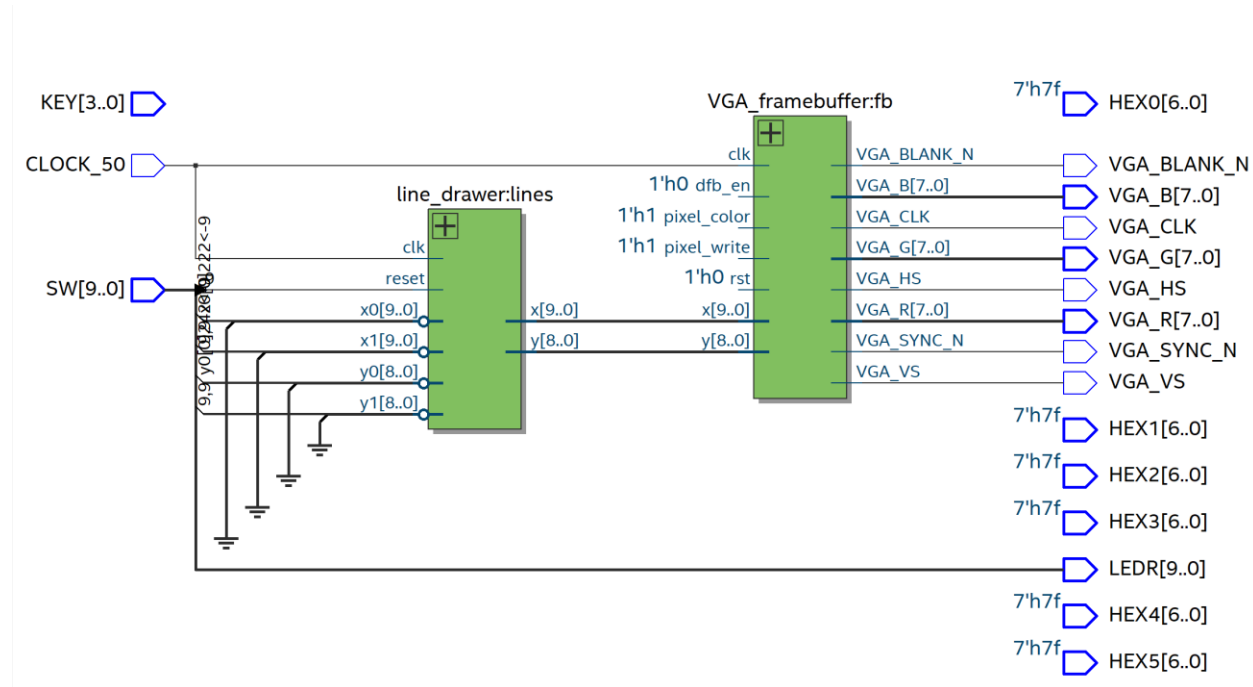 KEY[3..0]
CLOCK_50
SW[9..0]
line_drawer:lines
clk
reset
x0[9..0]
x1[9..0]
y0[8..0]
y1[8..0]
x[9..0]
y[8..0]
VGA_framebuffer:fb
clk
1'h0 dfb_en
1'h1 pixel_color
1'h1 pixel_write
1'h0 rst
x[9..0]
y[8..0]
VGA_BLANK_N
VGA_B[7..0]
VGA_CLK
VGA_G[7..0]
VGA_HS
VGA_R[7..0]
VGA_SYNC_N
VGA_VS
7'h7f HEX0[6..0]
VGA_BLANK_N
VGA_B[7..0]
VGA_CLK
VGA_G[7..0]
VGA_HS
VGA_R[7..0]
VGA_SYNC_N
VGA_VS
7'h7f HEX1[6..0]
7'h7f HEX2[6..0]
7'h7f HEX3[6..0]
LEDR[9..0]
7'h7f HEX4[6..0]
7'h7f HEX5[6..0]